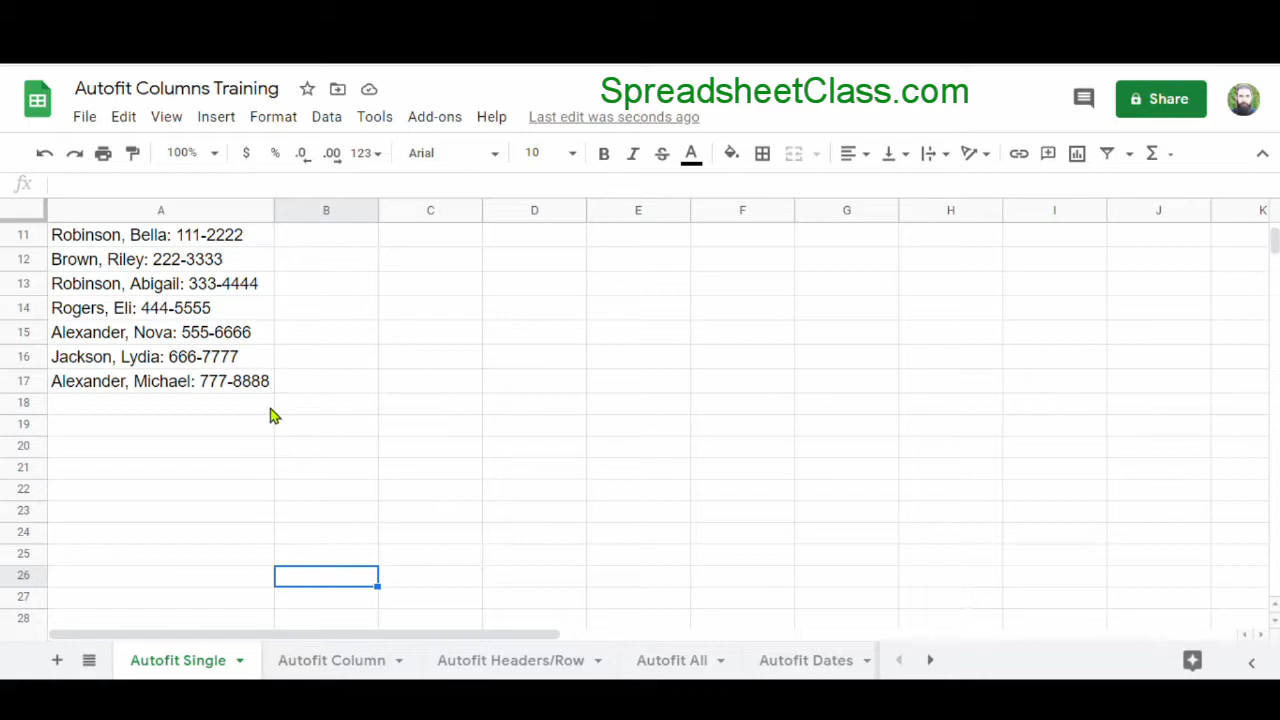 Autofit Columns Training
SpreadsheetClass.com
Share
File Edit View Insert Format Data Tools Add-ons Help Last edit was seconds ago
100% $ % .0 .00 123 Arial 10 B I S A Σ
fx
A B C D E F G H I J K
11 Robinson, Bella: 111-2222
12 Brown, Riley: 222-3333
13 Robinson, Abigail: 333-4444
14 Rogers, Eli: 444-5555
15 Alexander, Nova: 555-6666
16 Jackson, Lydia: 666-7777
17 Alexander, Michael: 777-8888
18
19
20
21
22
23
24
25
26
27
28
Autofit Single Autofit Column Autofit Headers/Row Autofit All Autofit Dates